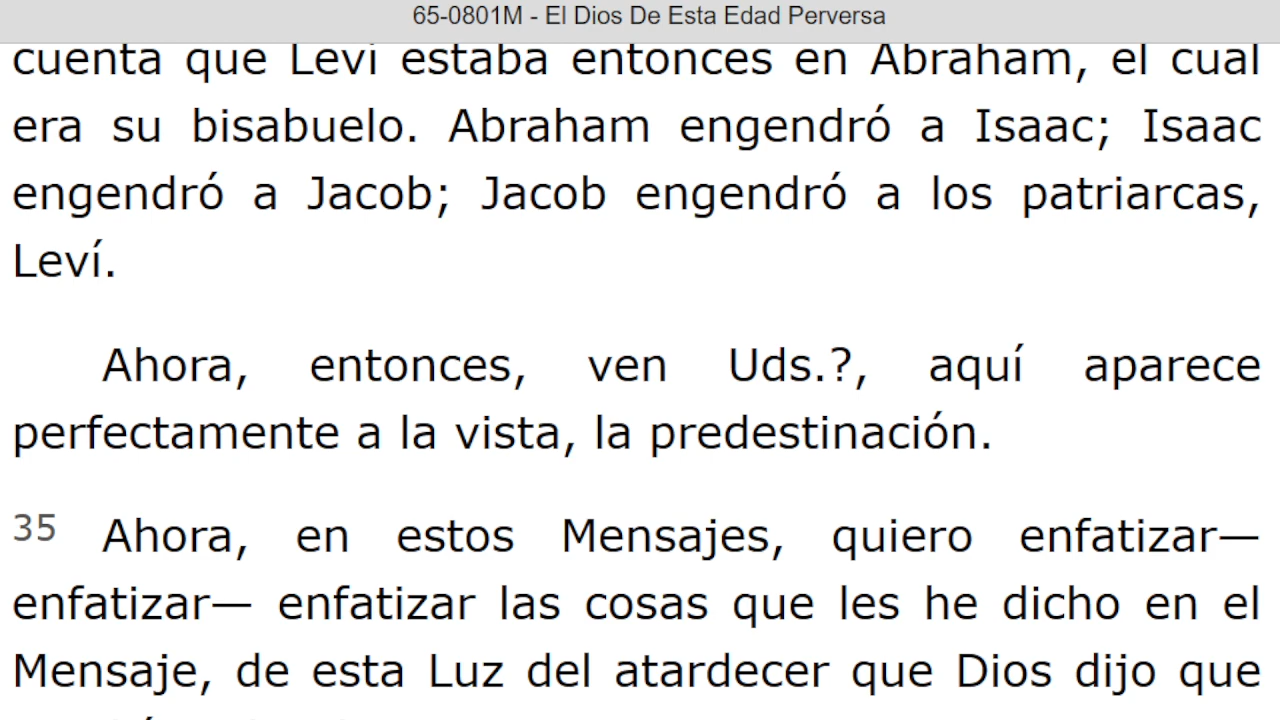 65-0801M - El Dios De Esta Edad Perversa
cuenta que Leví estaba entonces en Abraham, el cual
era su bisabuelo. Abraham engendró a Isaac; Isaac
engendró a Jacob; Jacob engendró a los patriarcas,
Leví.
Ahora, entonces, ven Uds.?, aquí aparece
perfectamente a la vista, la predestinación.
35 Ahora, en estos Mensajes, quiero enfatizar—
enfatizar— enfatizar las cosas que les he dicho en el
Mensaje, de esta Luz del atardecer que Dios dijo que